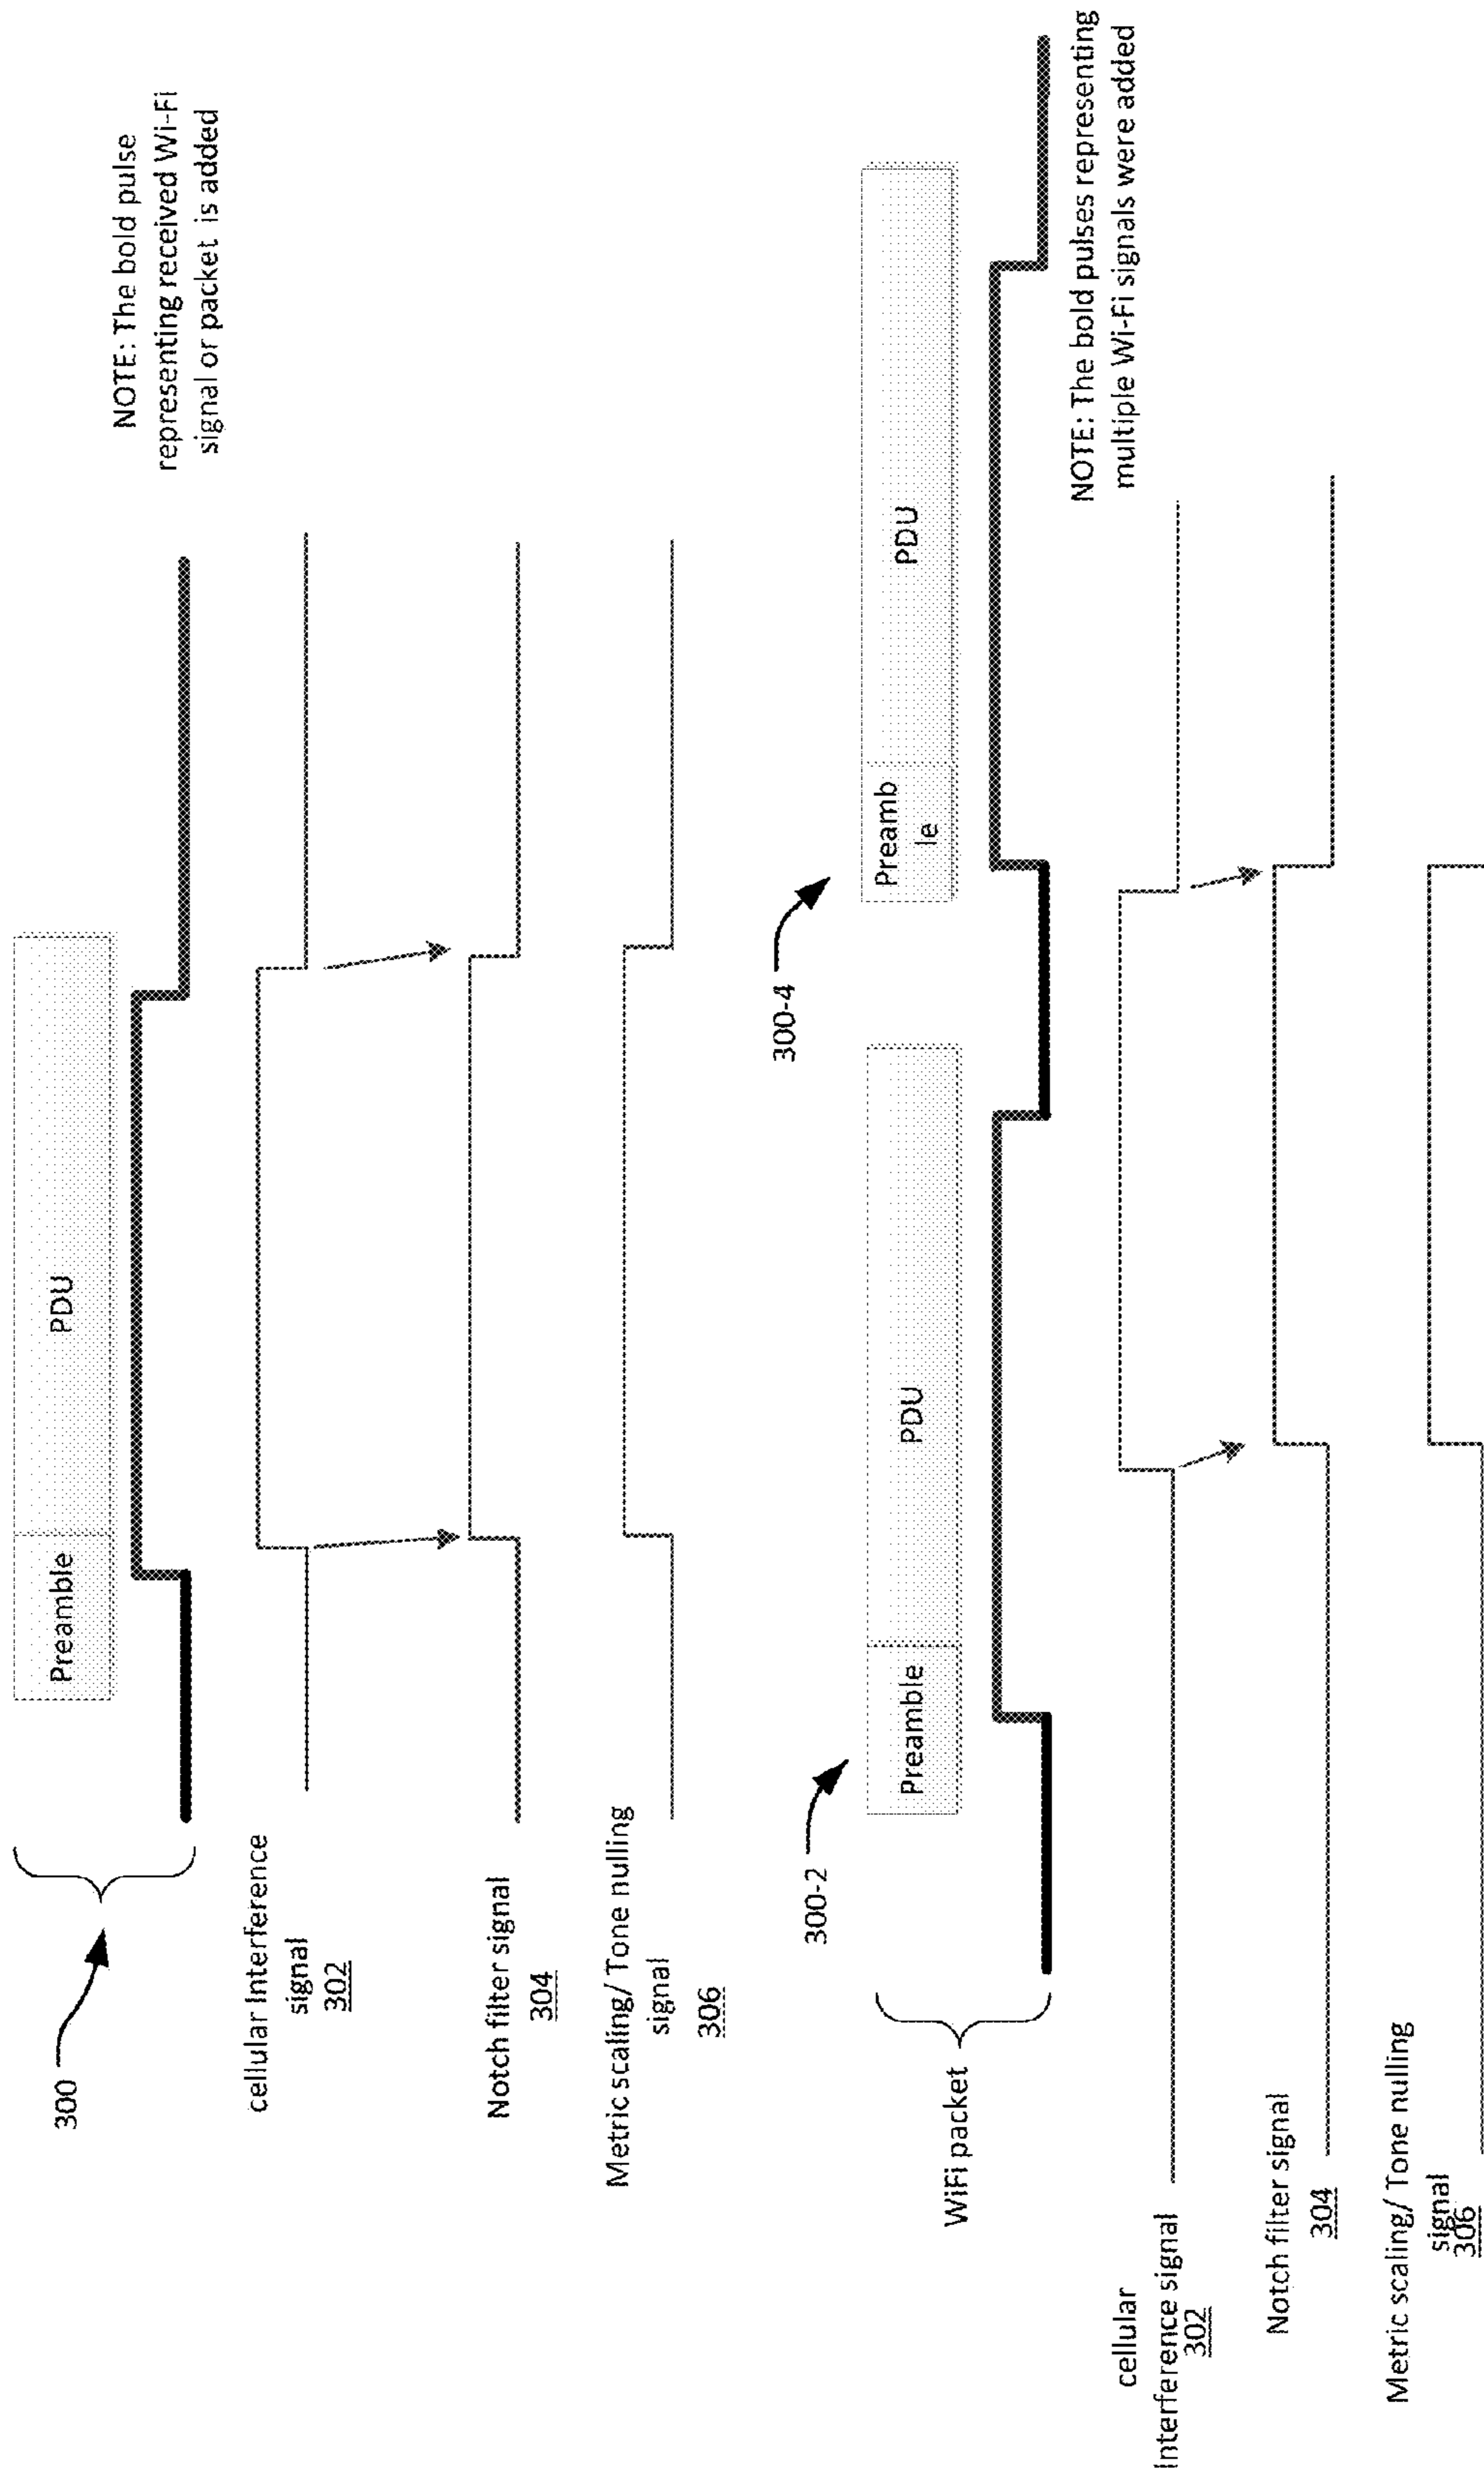 300
Preamble
PDU
NOTE: The bold pulse
representing received Wi-Fi
signal or packet is added
cellular Interference
signal
302
Notch filter signal
304
Metric scaling/ Tone nulling
signal
306
300-2
300-4
WiFi packet
Preamble
PDU
Preamb
le
PDU
NOTE: The bold pulses representing
multiple Wi-Fi signals were added
cellular
Interference signal
302
Notch filter signal
304
Metric scaling/ Tone nulling
signal
306